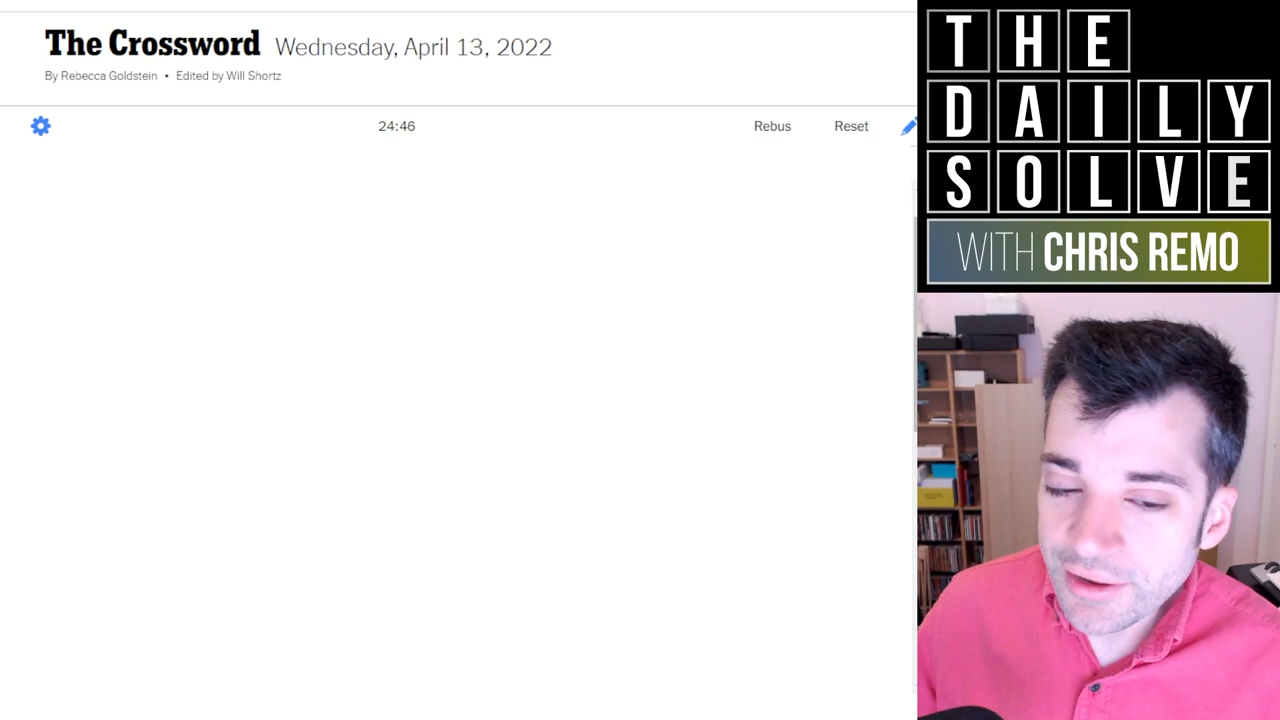 The Crossword Wednesday, April 13, 2022
By Rebecca Goldstein • Edited by Will Shortz
24:46 Rebus Reset
THE
DAILY
SOLVE
WITH CHRIS REMO